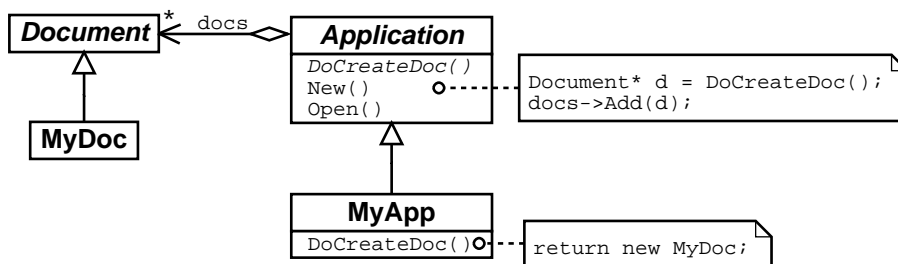 Document
*
docs
Application
DoCreateDoc()
New()
Open()
Document* d = DoCreateDoc();
docs->Add(d);
MyDoc
MyApp
DoCreateDoc()
return new MyDoc;